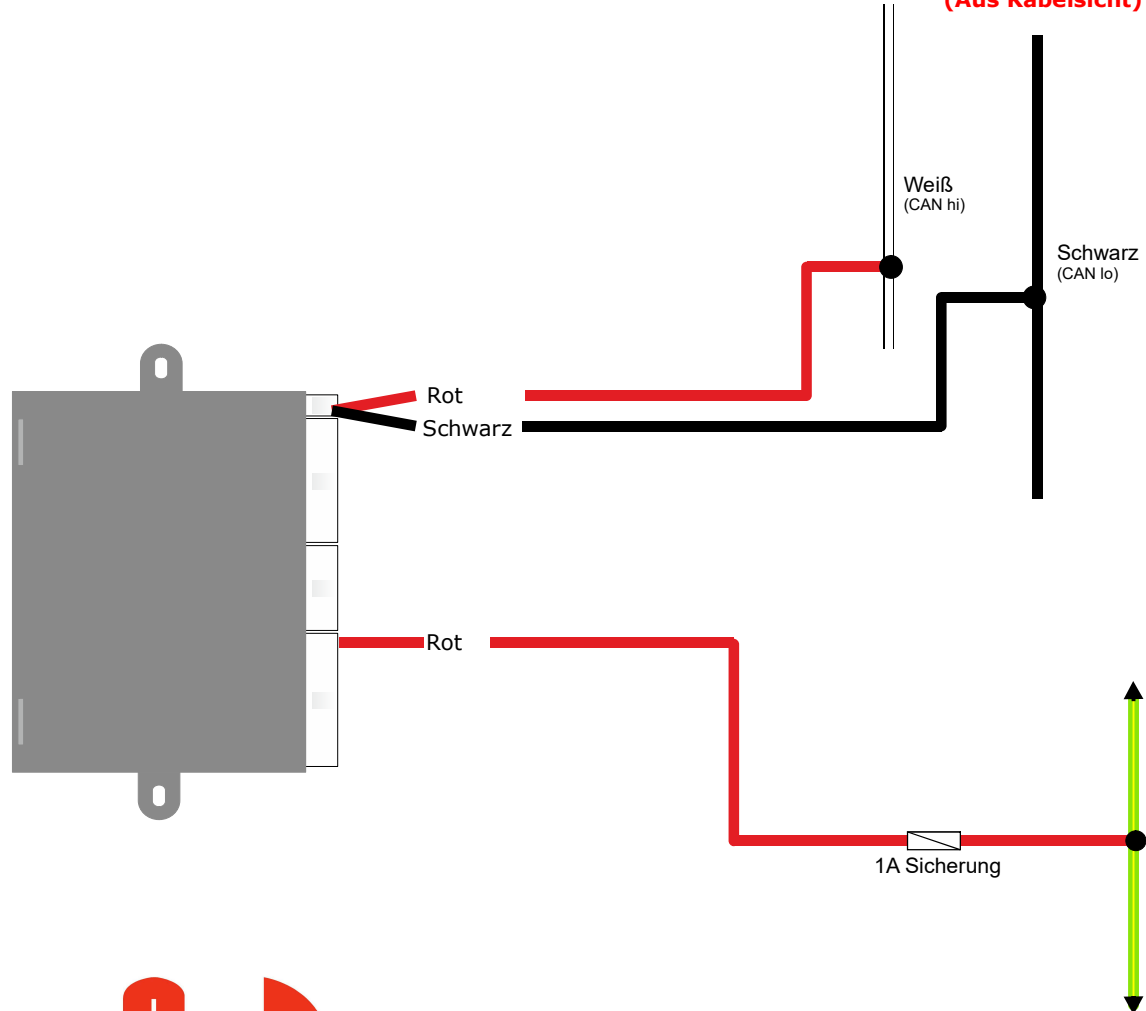 (Aus Kabelsicht)
Weiß
(CAN hi)
Schwarz
(CAN lo)
Rot
Schwarz
Rot
1A Sicherung